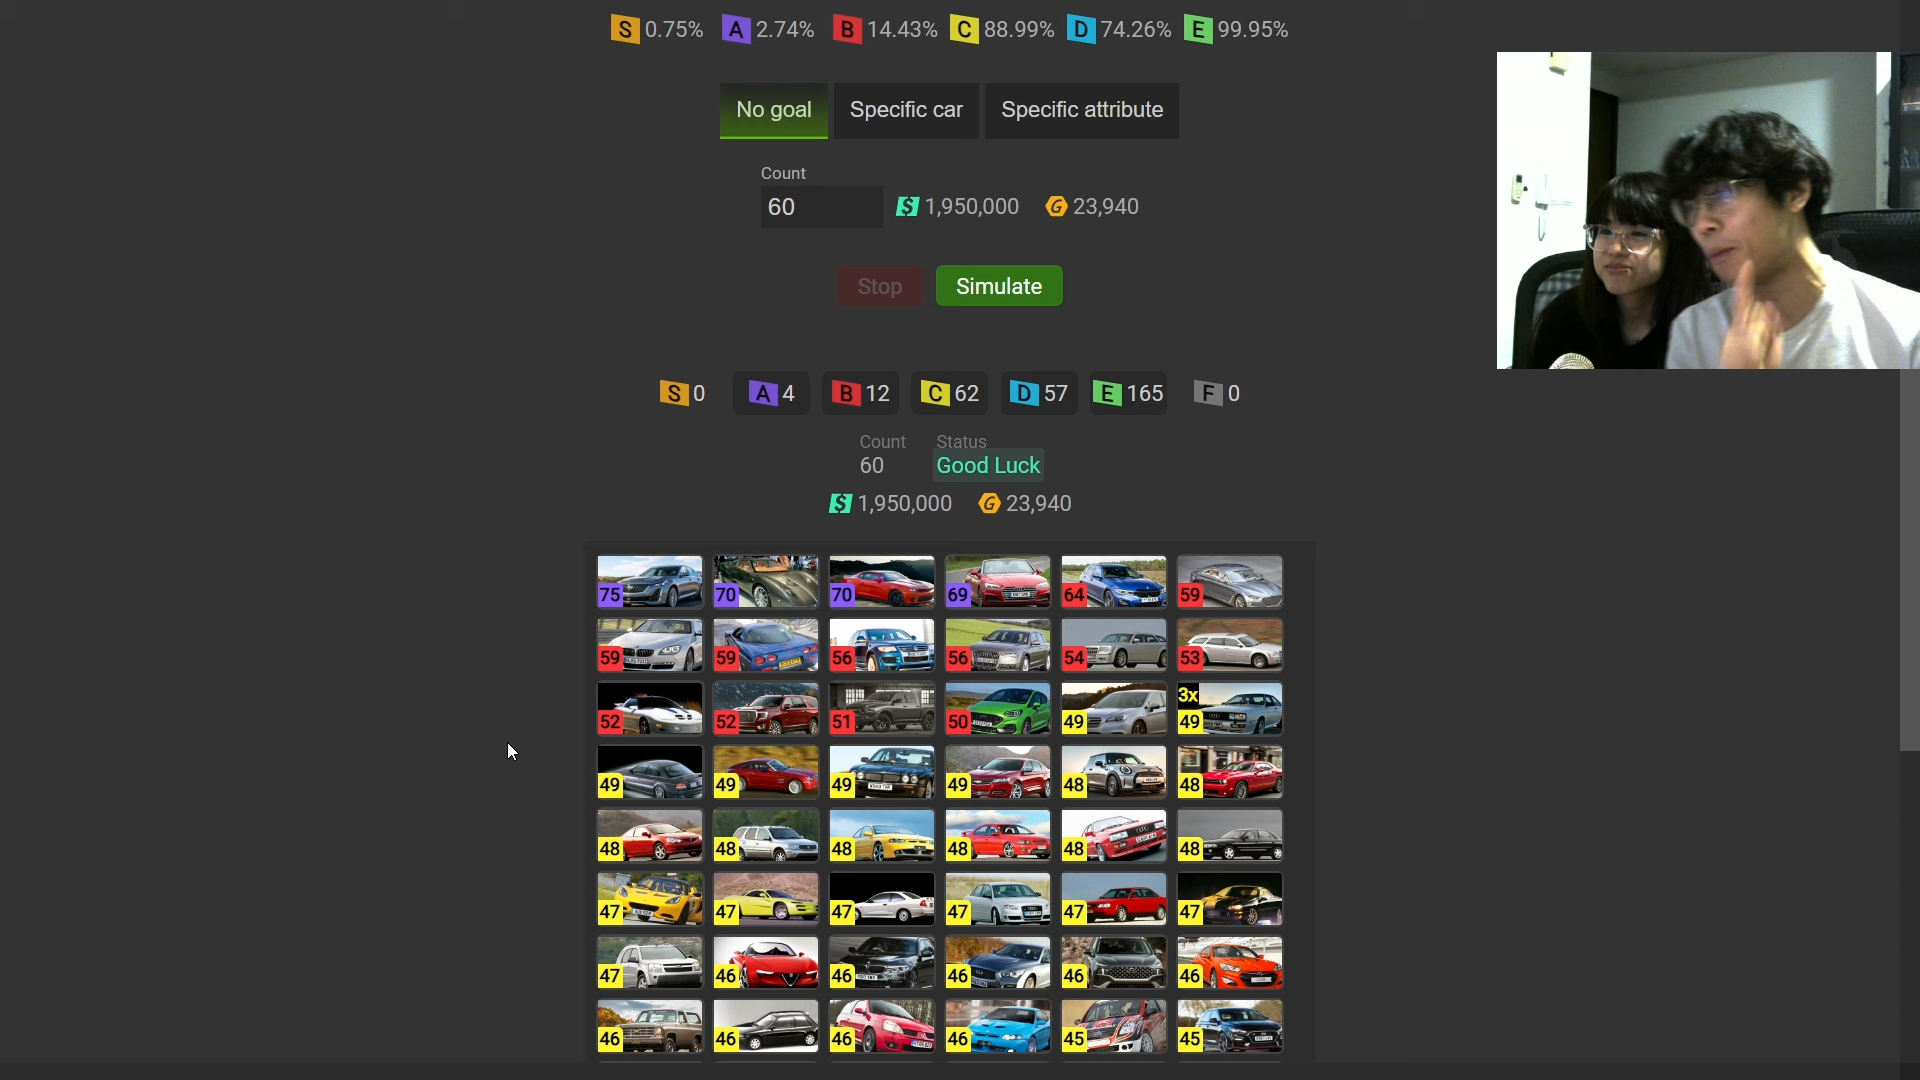 S 0.75% A 2.74% B 14.43% C 88.99% D 74.26% E 99.95%
No goal Specific car Specific attribute
Count
60 1,950,000 G 23,940
Stop Simulate
S 0 A 4 B 12 C 62 D 57 E 165 F 0
Count Status
60 Good Luck
$ 1,950,000 G 23,940
75 70 70 69 64 59
59 59 56 56 54 53
3x
52 52 51 50 49 49
49 49 49 49 48 48
48 48 48 48 48 48
47 47 47 47 47 47
47 46 46 46 46 46
46 46 46 46 45 45